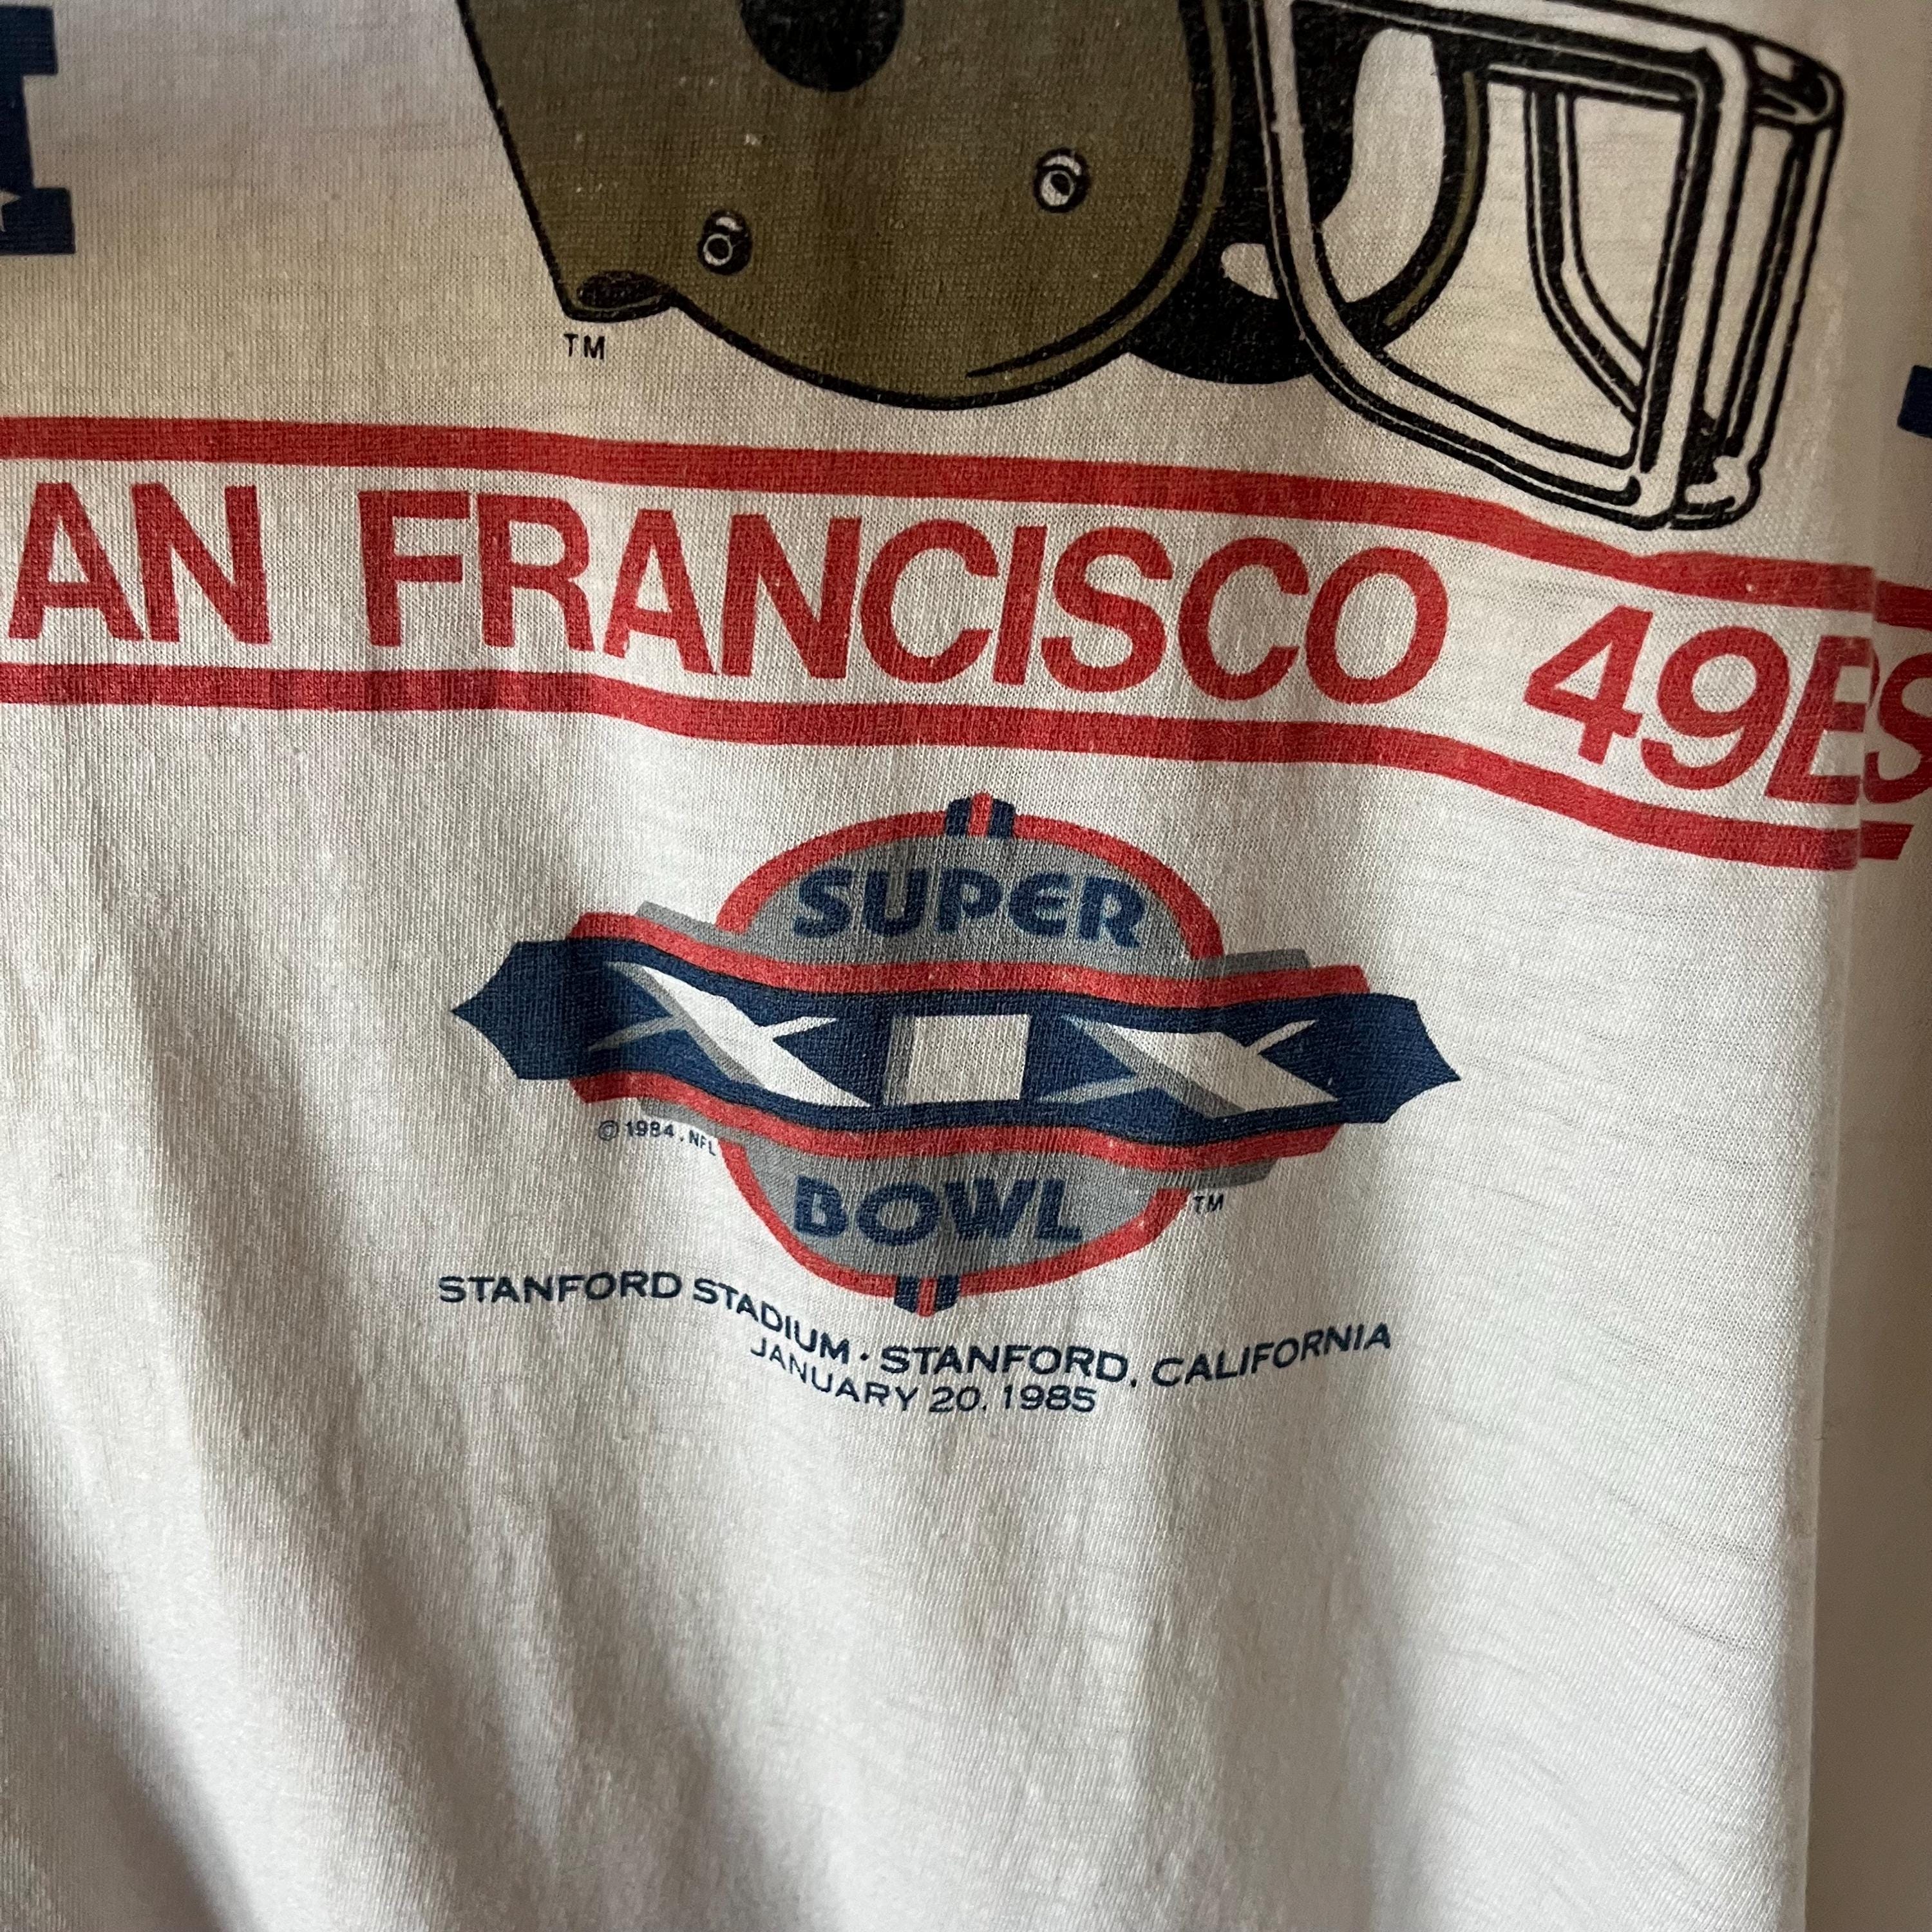 TM
AN FRANCISCO 49ERS
SUPER
XIX
© 1984, NFL
BOWL
TM
STANFORD STADIUM · STANFORD, CALIFORNIA
JANUARY 20, 1985